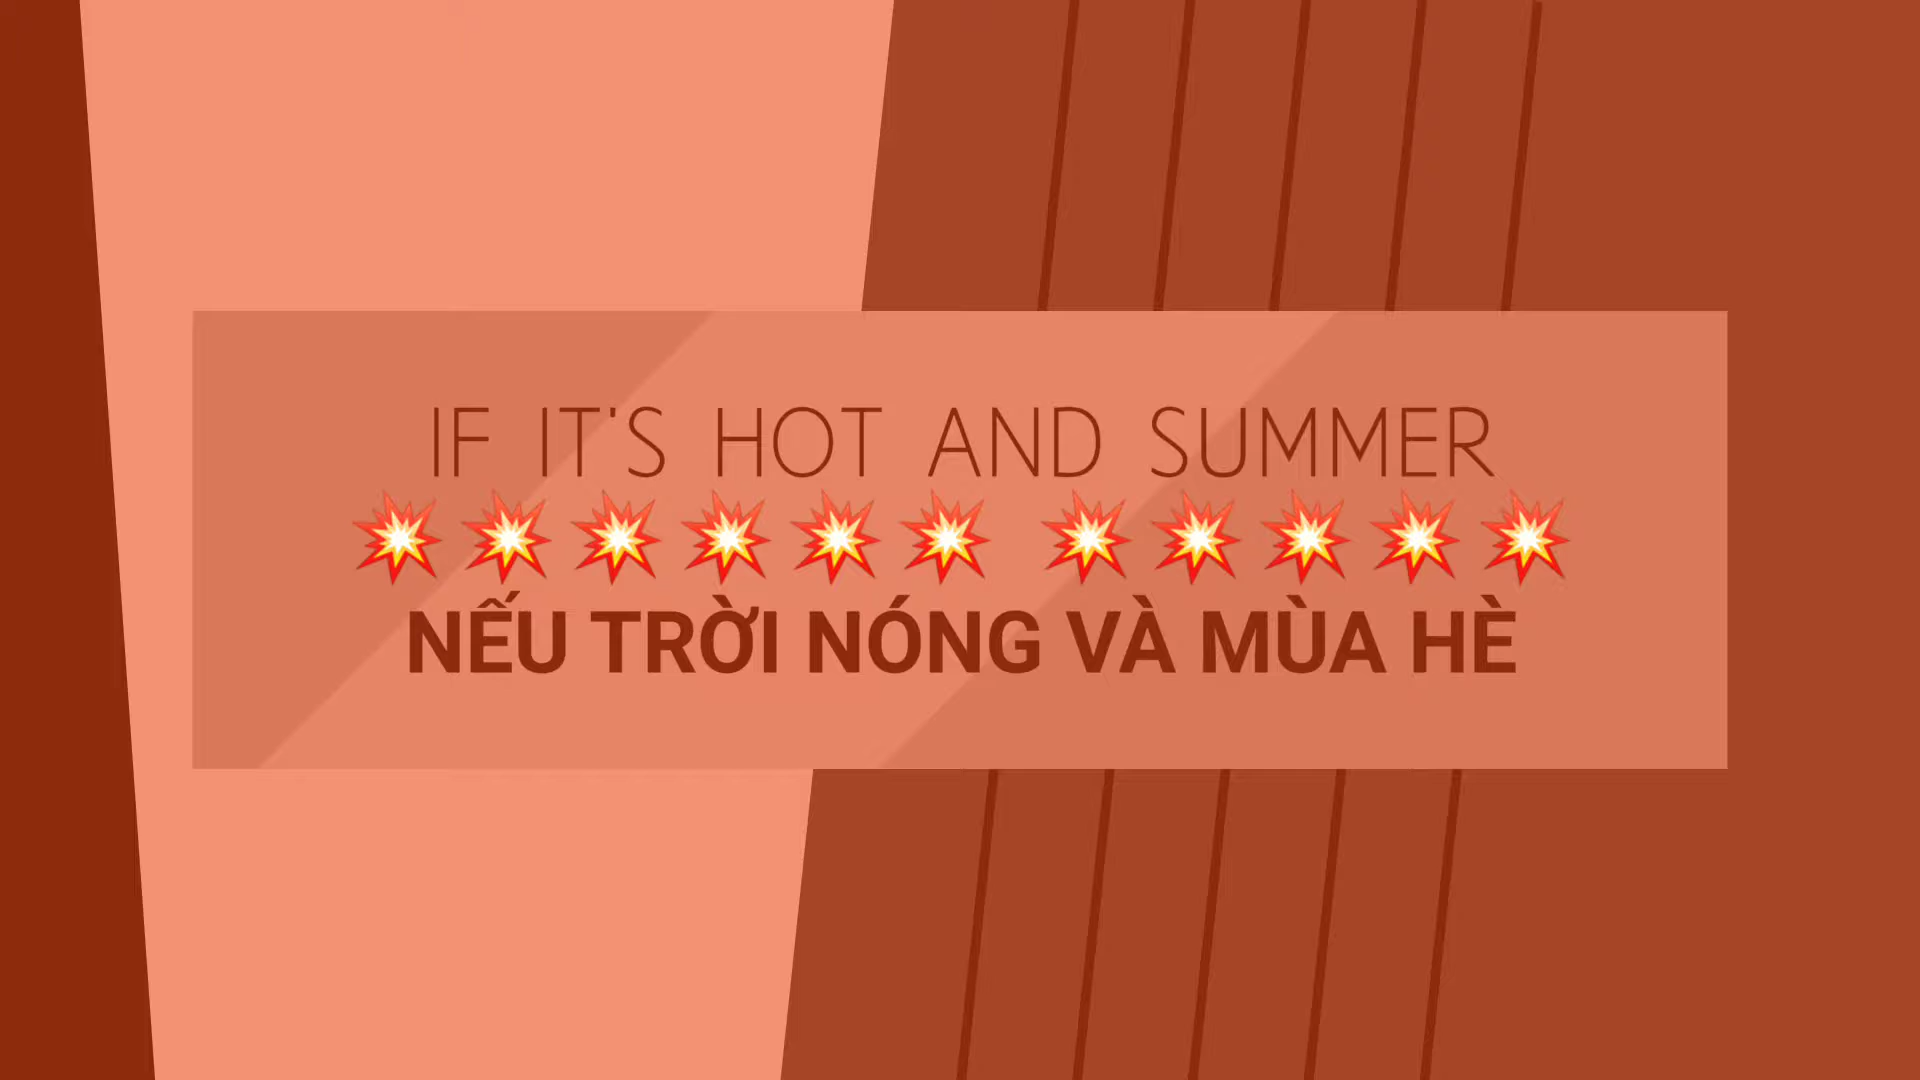 IF IT'S HOT AND SUMMER
💥💥💥💥💥💥 💥💥💥💥💥
NẾU TRỜI NÓNG VÀ MÙA HÈ